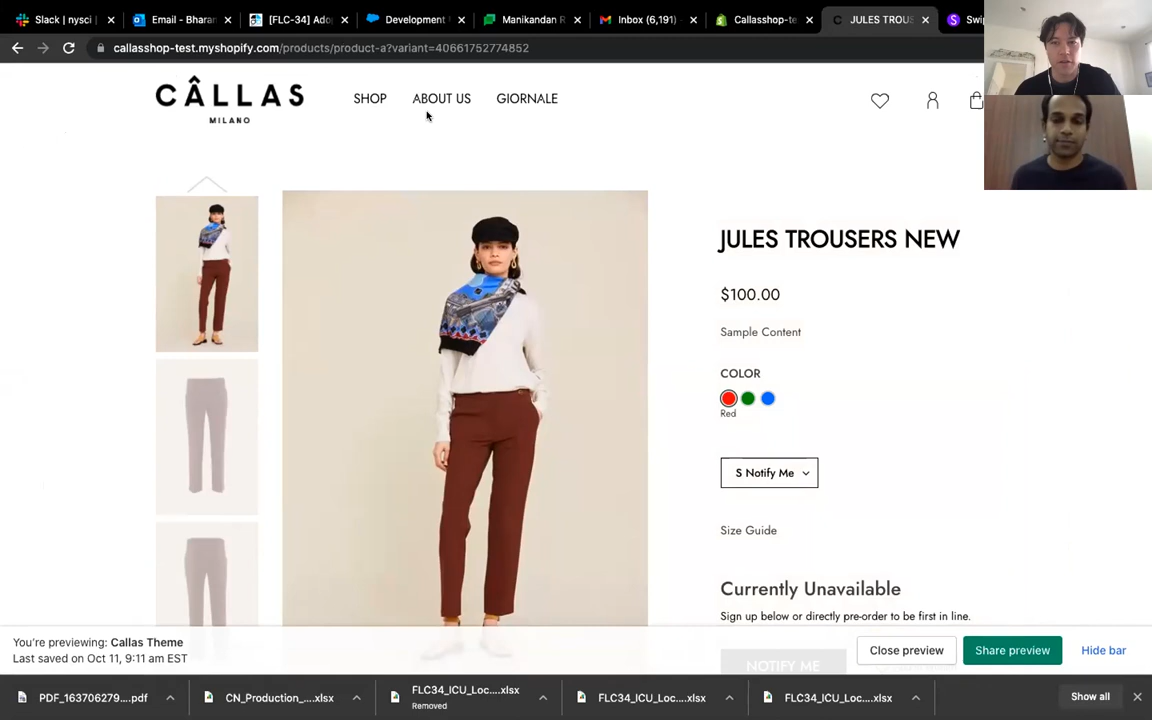 Slack | nysci
Email - Bharan
[FLC-34] Ado
Development
Manikandan R
Inbox (6,191)
Callasshop-te
JULES TROUS
Swi
callasshop-test.myshopify.com/products/product-a?variant=40661752774852
CÂLLAS
MILANO
SHOP
ABOUT US
GIORNALE
JULES TROUSERS NEW
$100.00
Sample Content
COLOR
Red
S Notify Me
Size Guide
Currently Unavailable
Sign up below or directly pre-order to be first in line.
NOTIFY ME
You're previewing: Callas Theme
Last saved on Oct 11, 9:11 am EST
Close preview
Share preview
Hide bar
PDF_163706279....pdf
CN_Production_....xlsx
FLC34_ICU_Loc....xlsx
Removed
FLC34_ICU_Loc....xlsx
FLC34_ICU_Loc....xlsx
Show all